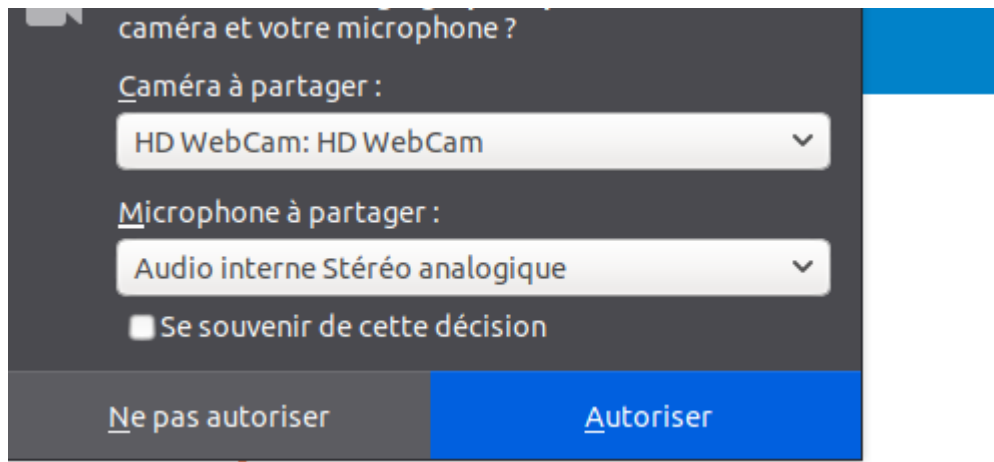 caméra et votre microphone ?
Caméra à partager :
HD WebCam: HD WebCam
Microphone à partager :
Audio interne Stéréo analogique
Se souvenir de cette décision
Ne pas autoriser
Autoriser